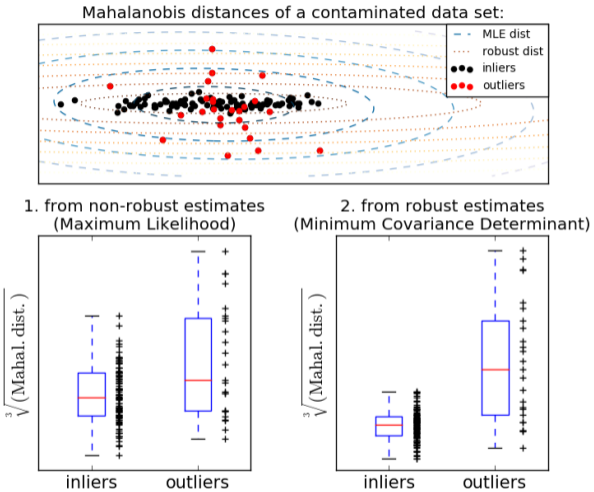 Mahalanobis distances of a contaminated data set:
MLE dist
robust dist
inliers
outliers
1. from non-robust estimates
(Maximum Likelihood)
∛(Mahal. dist. )
inliers outliers
2. from robust estimates
(Minimum Covariance Determinant)
∛(Mahal. dist. )
inliers outliers